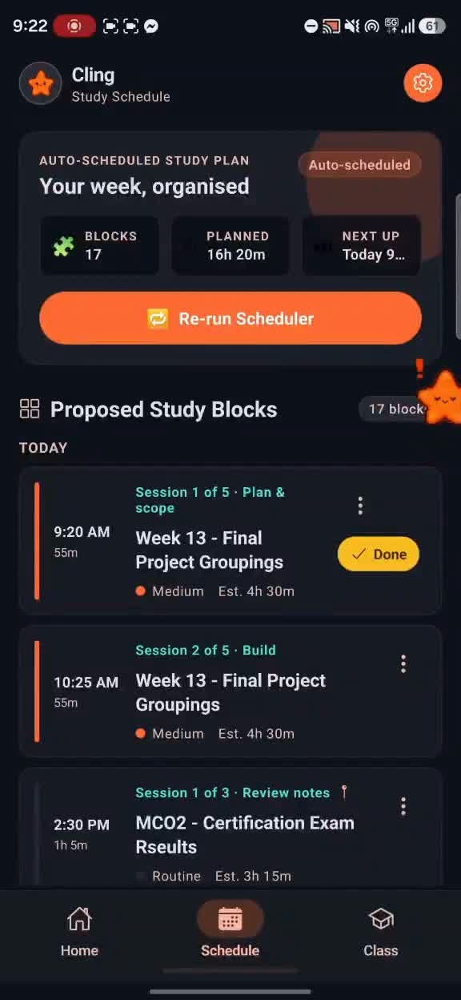 9:22
5G
61
Cling
Study Schedule
AUTO-SCHEDULED STUDY PLAN
Auto-scheduled
Your week, organised
BLOCKS
17
PLANNED
16h 20m
NEXT UP
Today 9...
Re-run Scheduler
!
Proposed Study Blocks
17 block
TODAY
Session 1 of 5 · Plan &
scope
9:20 AM
55m
Week 13 - Final
Project Groupings
Done
Medium Est. 4h 30m
Session 2 of 5 · Build
10:25 AM
55m
Week 13 - Final Project
Groupings
Medium Est. 4h 30m
Session 1 of 3 · Review notes
2:30 PM
1h 5m
MCO2 - Certification Exam
Rseults
Routine Est. 3h 15m
Home
Schedule
Class